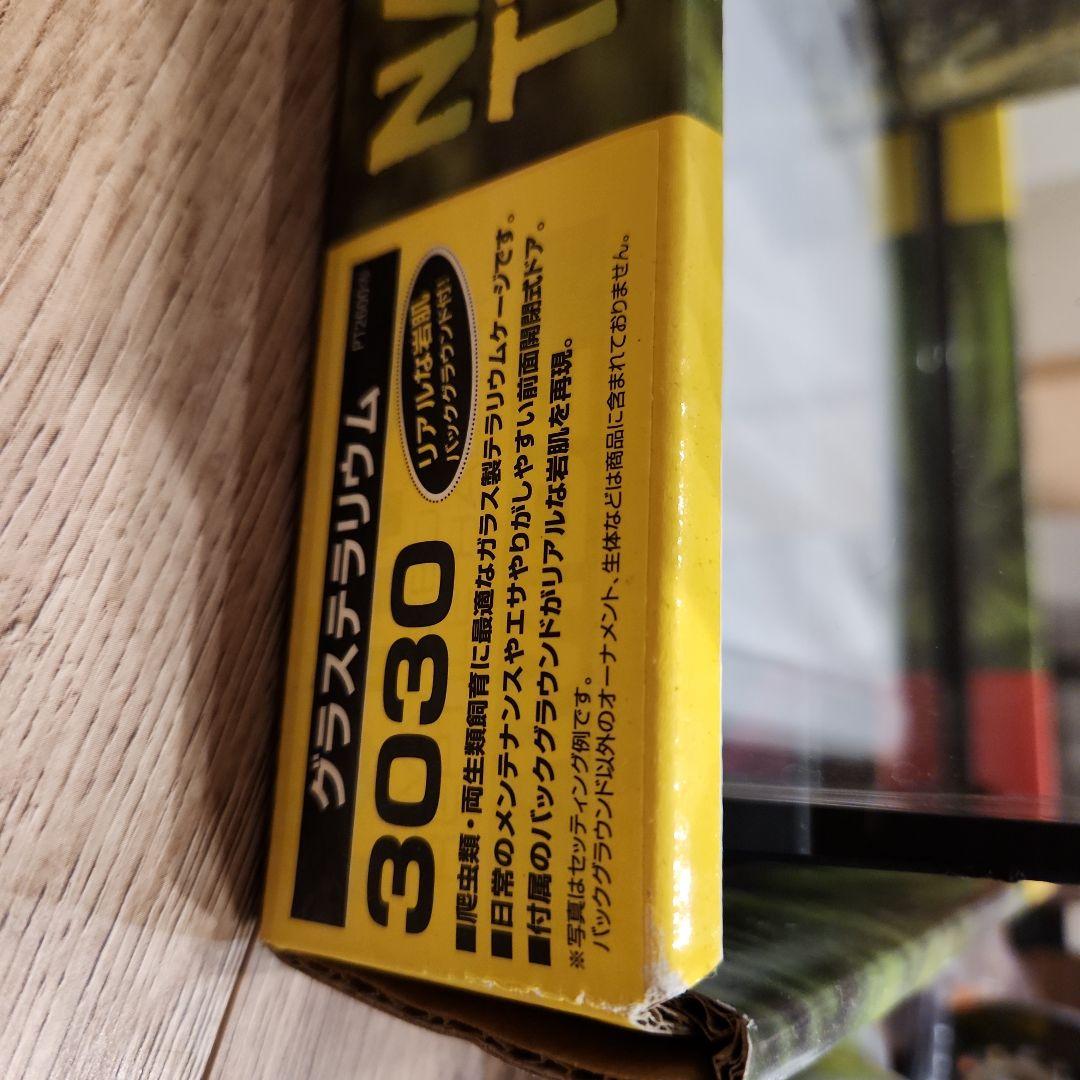 グラステラリウム
3030
リアルな岩肌
バックグラウンド付!
■爬虫類・両生類飼育に最適なガラス製テラリウムケージです。
■日常のメンテナンスやエサやりがしやすい前面開閉式ドア。
■付属のバックグラウンドがリアルな岩肌を再現。
※写真はセッティング例です。
バックグラウンド以外のオーナメント、生体などは商品に含まれておりません。